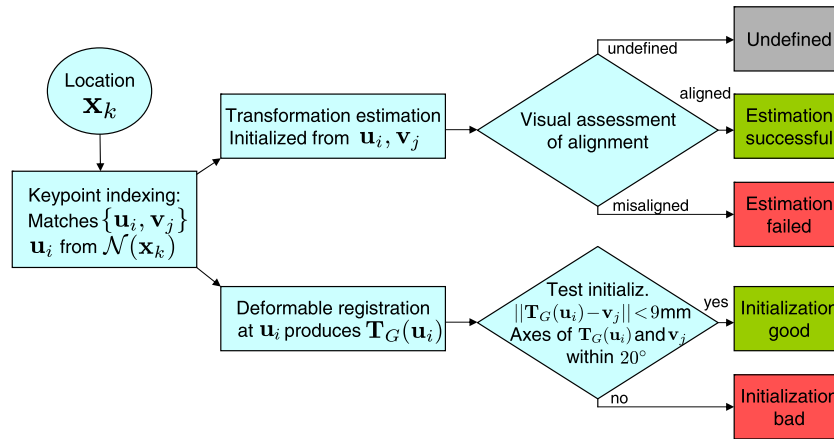 Location
x_k
Keypoint indexing:
Matches {u_i, v_j}
u_i from N(x_k)
Transformation estimation
Initialized from u_i, v_j
Visual assessment
of alignment
undefined
Undefined
aligned
Estimation
successful
misaligned
Estimation
failed
Deformable registration
at u_i produces T_G(u_i)
Test initializ.
||T_G(u_i)−v_j|| <9mm
Axes of T_G(u_i) and v_j
within 20°
yes
Initialization
good
no
Initialization
bad